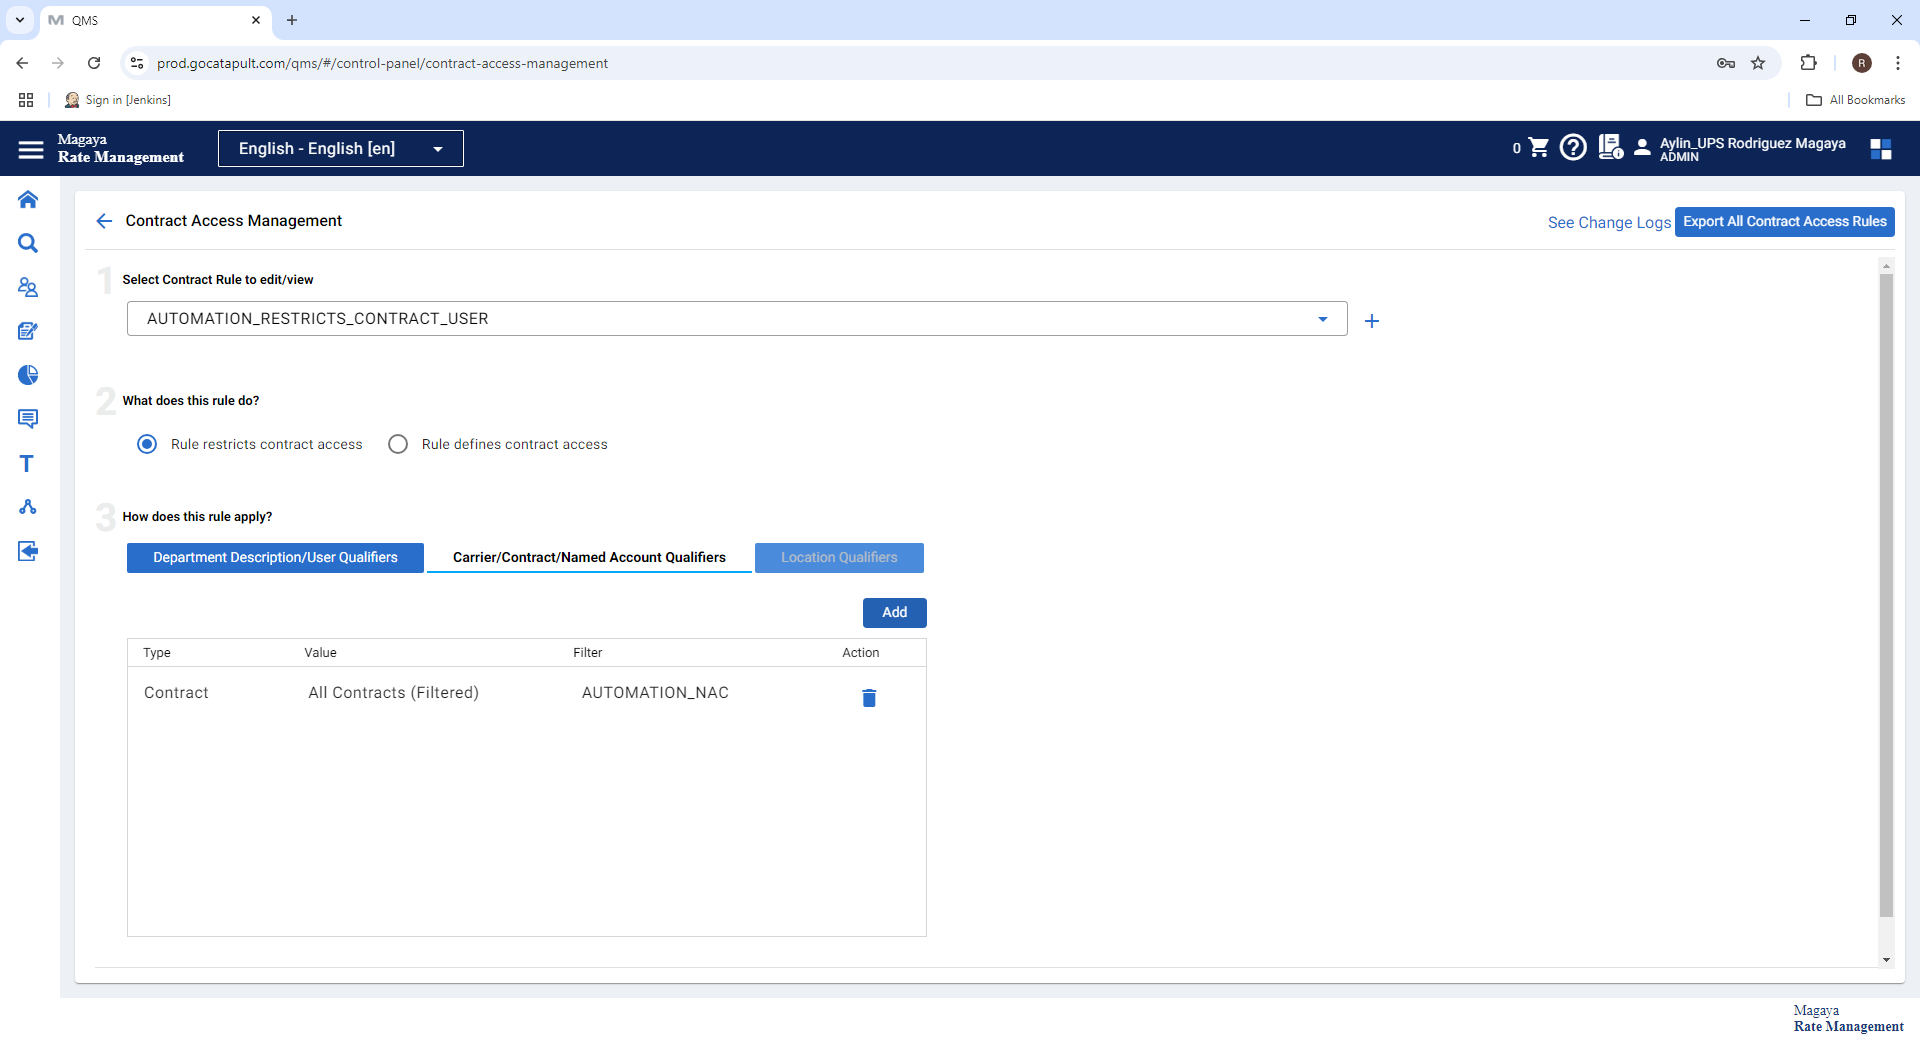 QMS
prod.gocatapult.com/qms/#/control-panel/contract-access-management
R
Sign in [Jenkins]
All Bookmarks
Magaya
Rate Management
English - English [en]
0
Aylin_UPS Rodriguez Magaya
ADMIN
Contract Access Management
See Change Logs
Export All Contract Access Rules
1 Select Contract Rule to edit/view
AUTOMATION_RESTRICTS_CONTRACT_USER
2 What does this rule do?
Rule restricts contract access
Rule defines contract access
3 How does this rule apply?
Department Description/User Qualifiers
Carrier/Contract/Named Account Qualifiers
Location Qualifiers
Add
Type Value Filter Action
Contract All Contracts (Filtered) AUTOMATION_NAC
Magaya
Rate Management